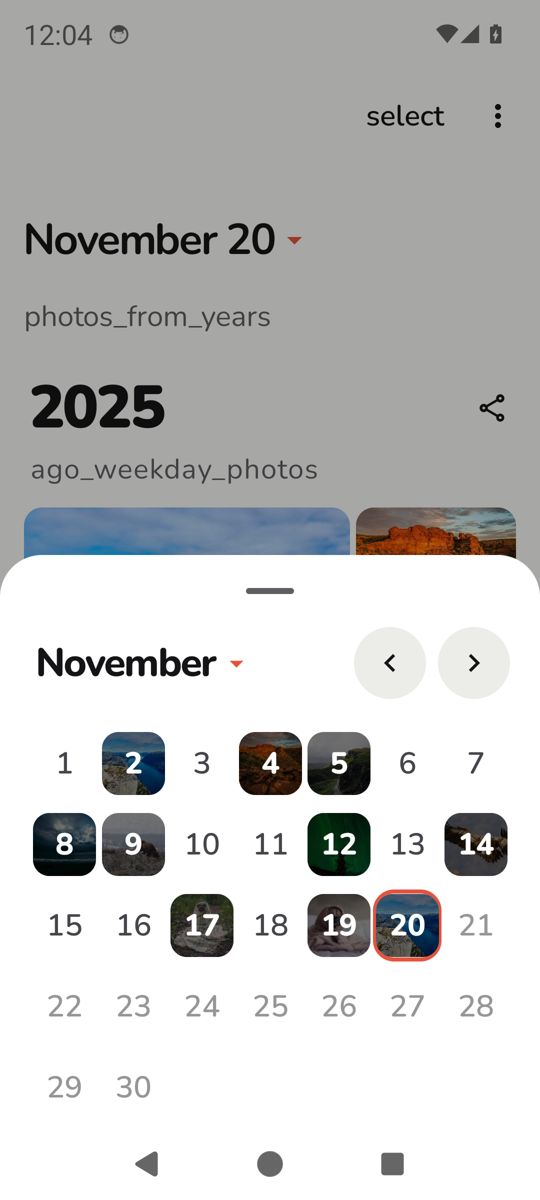 12:04
select
November 20
photos_from_years
2025
ago_weekday_photos
November
1 2 3 4 5 6 7
8 9 10 11 12 13 14
15 16 17 18 19 20 21
22 23 24 25 26 27 28
29 30